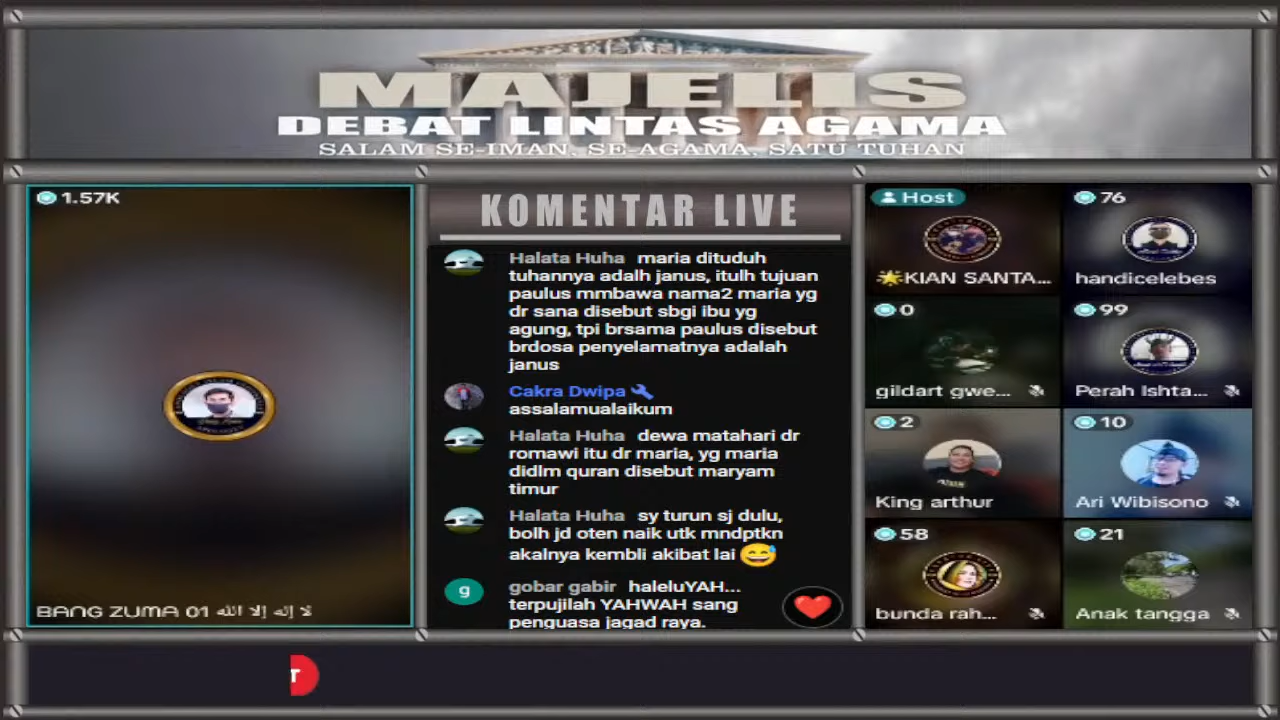 MAJELIS
DEBAT LINTAS AGAMA
SALAM SE-IMAN, SE-AGAMA, SATU TUHAN
1.57K
BANG ZUMA 01 لا إله إلا الله
KOMENTAR LIVE
Halata Huha maria dituduh
tuhannya adalh janus, itulh tujuan
paulus mmbawa nama2 maria yg
dr sana disebut sbgi ibu yg
agung, tpi brsama paulus disebut
brdosa penyelamatnya adalah
janus
Cakra Dwipa
assalamualaikum
Halata Huha dewa matahari dr
romawi itu dr maria, yg maria
didlm quran disebut maryam
timur
Halata Huha sy turun sj dulu,
bolh jd oten naik utk mndptkn
akalnya kembli akibat lai 😅
g
gobar gabir haleluYAH...
terpujilah YAHWAH sang
penguasa jagad raya.
Host
🌟KIAN SANTA...
76
handicelebes
0
gildart gwe...
99
Perah Ishta...
2
King arthur
10
Ari Wibisono
58
bunda rah...
21
Anak tangga